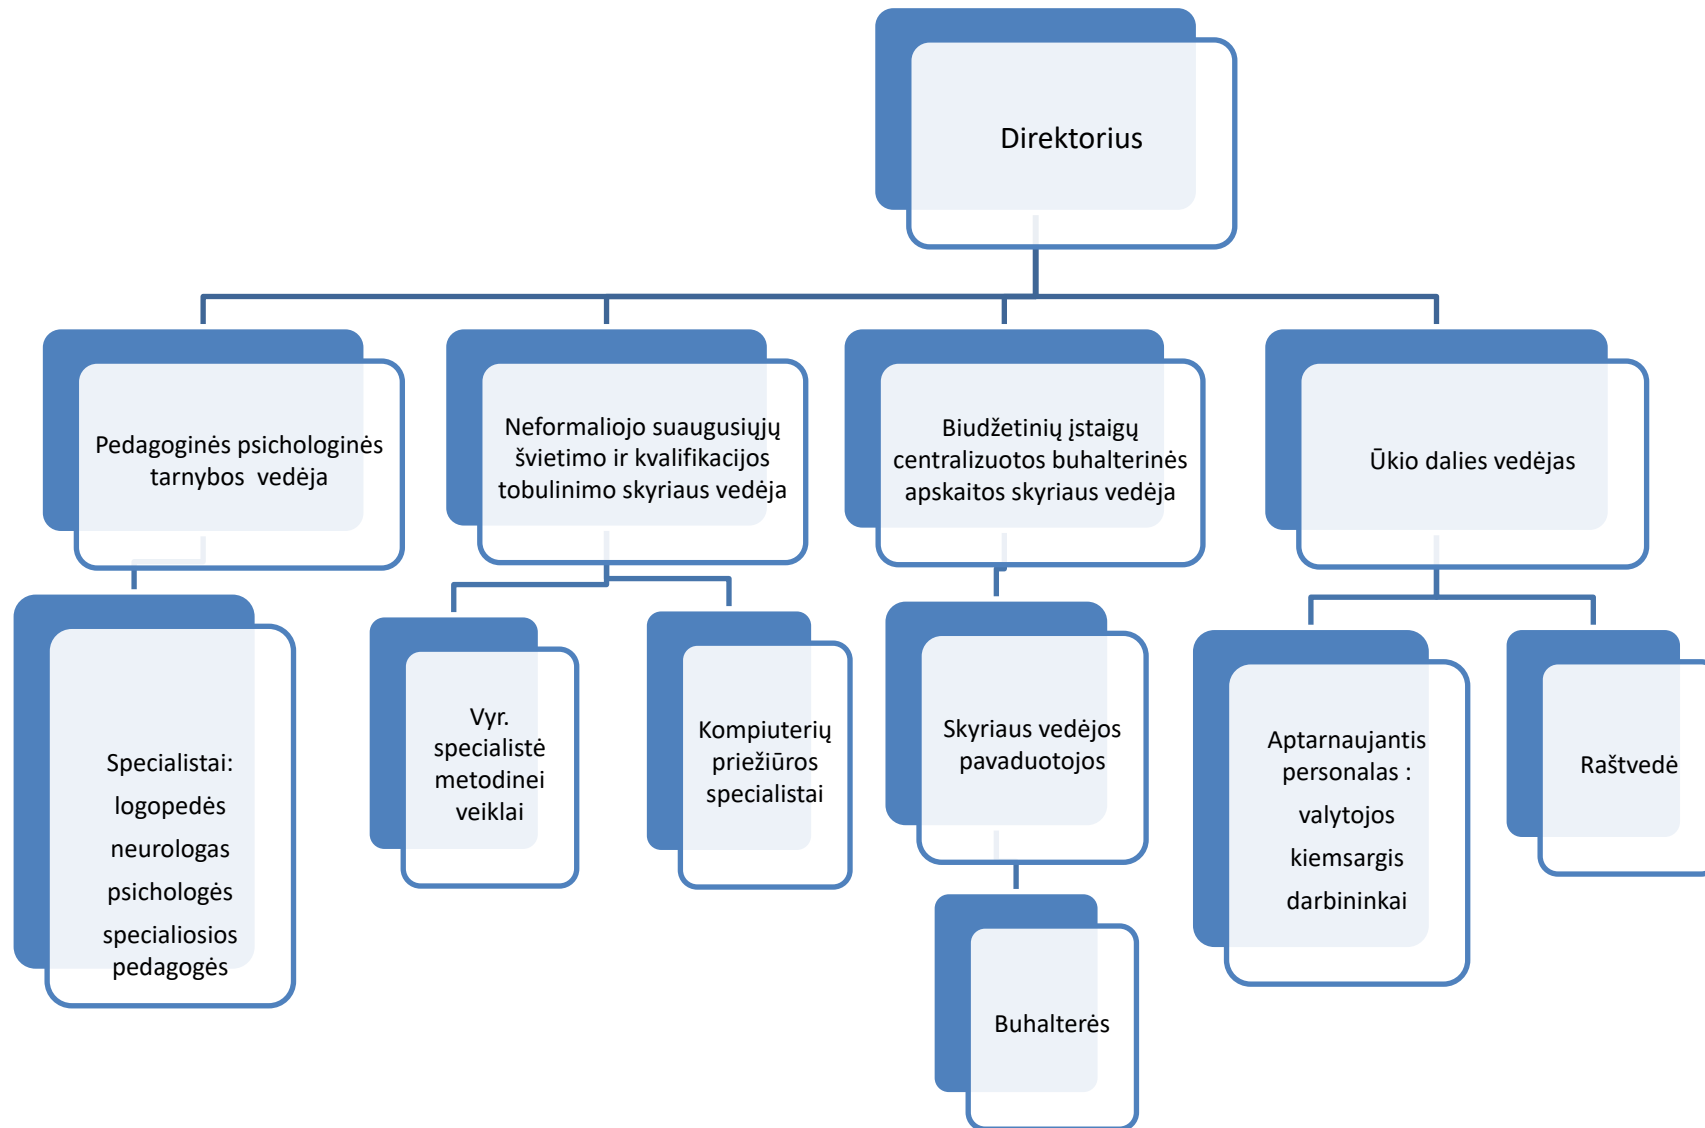 Direktorius
Pedagoginės psichologinės
tarnybos  vedėja
Neformaliojo suaugusiųjų
švietimo ir kvalifikacijos
tobulinimo skyriaus vedėja
Biudžetinių įstaigų
centralizuotos buhalterinės
apskaitos skyriaus vedėja
Ūkio dalies vedėjas
Specialistai:
logopedės
neurologas
psichologės
specialiosios
pedagogės
Vyr.
specialistė
metodinei
veiklai
Kompiuterių
priežiūros
specialistai
Skyriaus vedėjos
pavaduotojos
Aptarnaujantis
personalas :
valytojos
kiemsargis
darbininkai
Raštvedė
Buhalterės